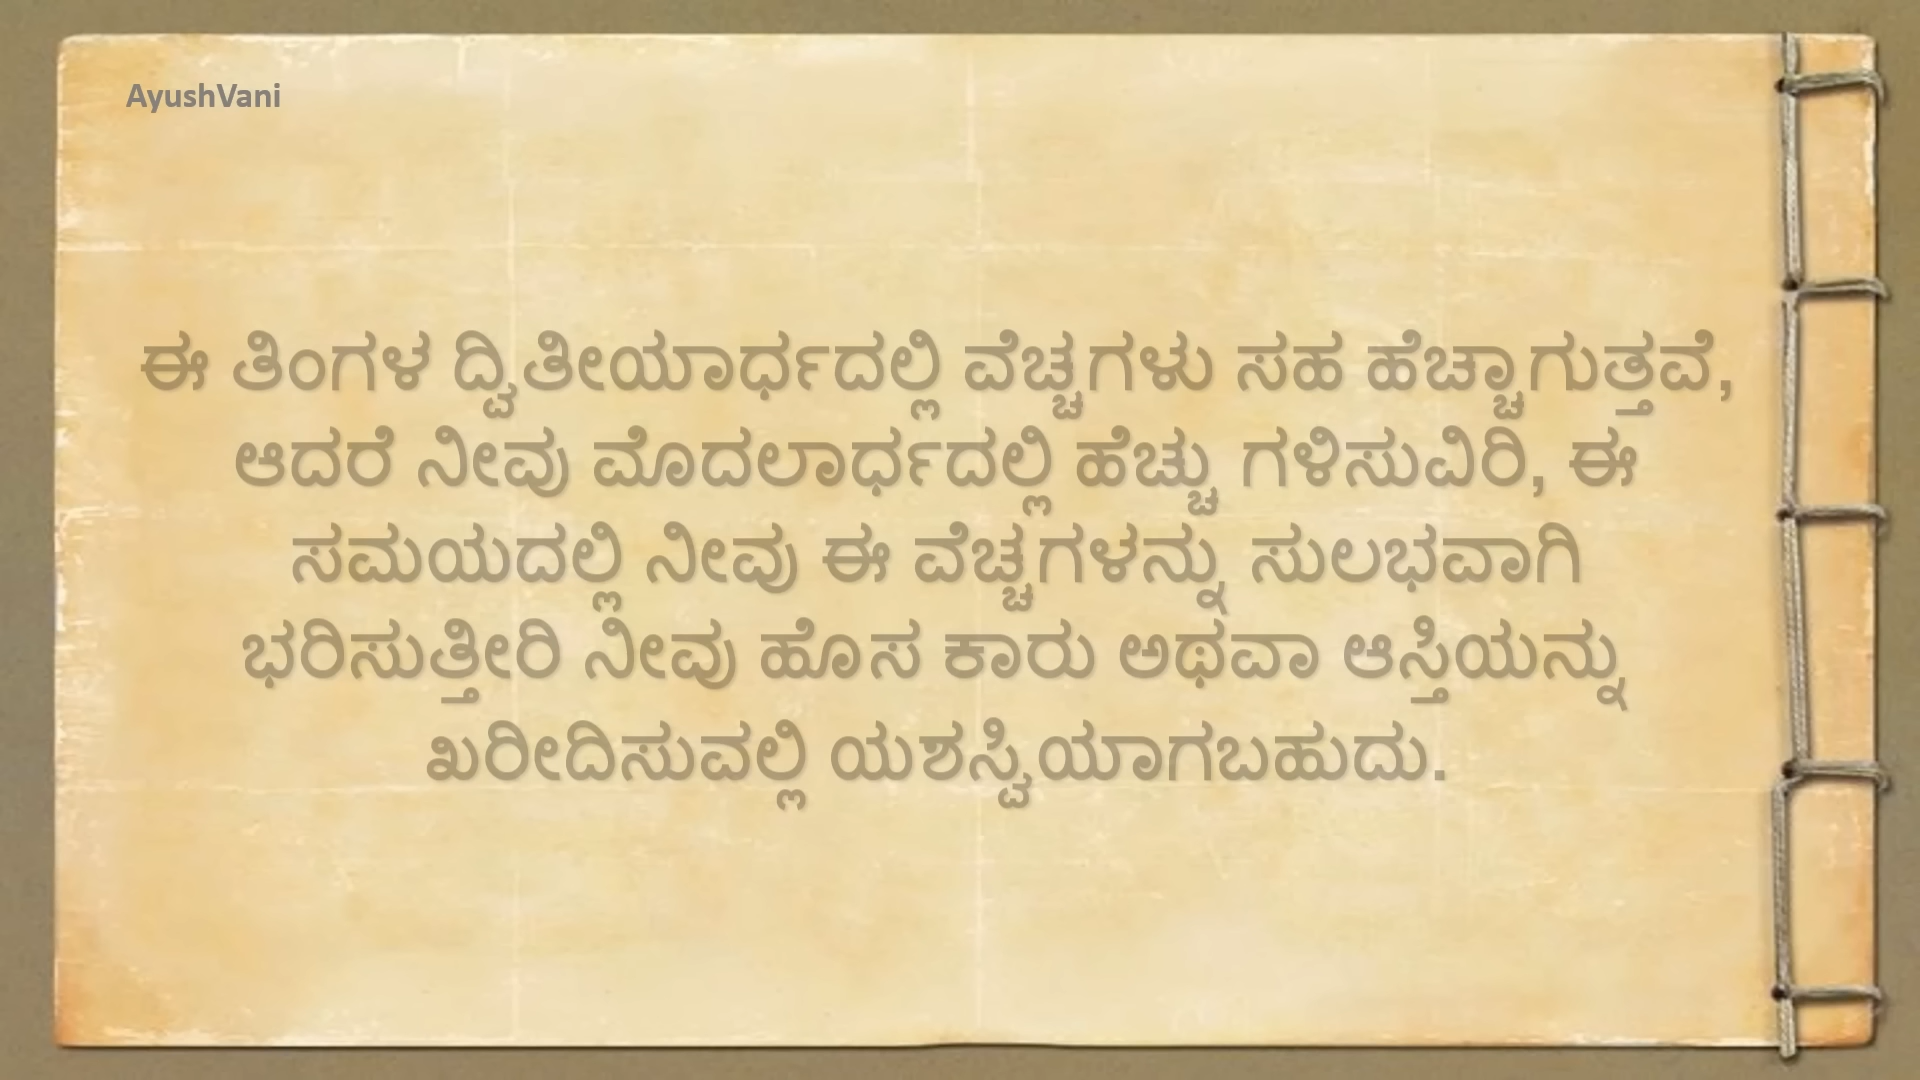 AyushVani
ಈ ತಿಂಗಳ ದ್ವಿತೀಯಾರ್ಧದಲ್ಲಿ ವೆಚ್ಚಗಳು ಸಹ ಹೆಚ್ಚಾಗುತ್ತವೆ,
ಆದರೆ ನೀವು ಮೊದಲಾರ್ಧದಲ್ಲಿ ಹೆಚ್ಚು ಗಳಿಸುವಿರಿ, ಈ
ಸಮಯದಲ್ಲಿ ನೀವು ಈ ವೆಚ್ಚಗಳನ್ನು ಸುಲಭವಾಗಿ
ಭರಿಸುತ್ತೀರಿ ನೀವು ಹೊಸ ಕಾರು ಅಥವಾ ಆಸ್ತಿಯನ್ನು
ಖರೀದಿಸುವಲ್ಲಿ ಯಶಸ್ವಿಯಾಗಬಹುದು.